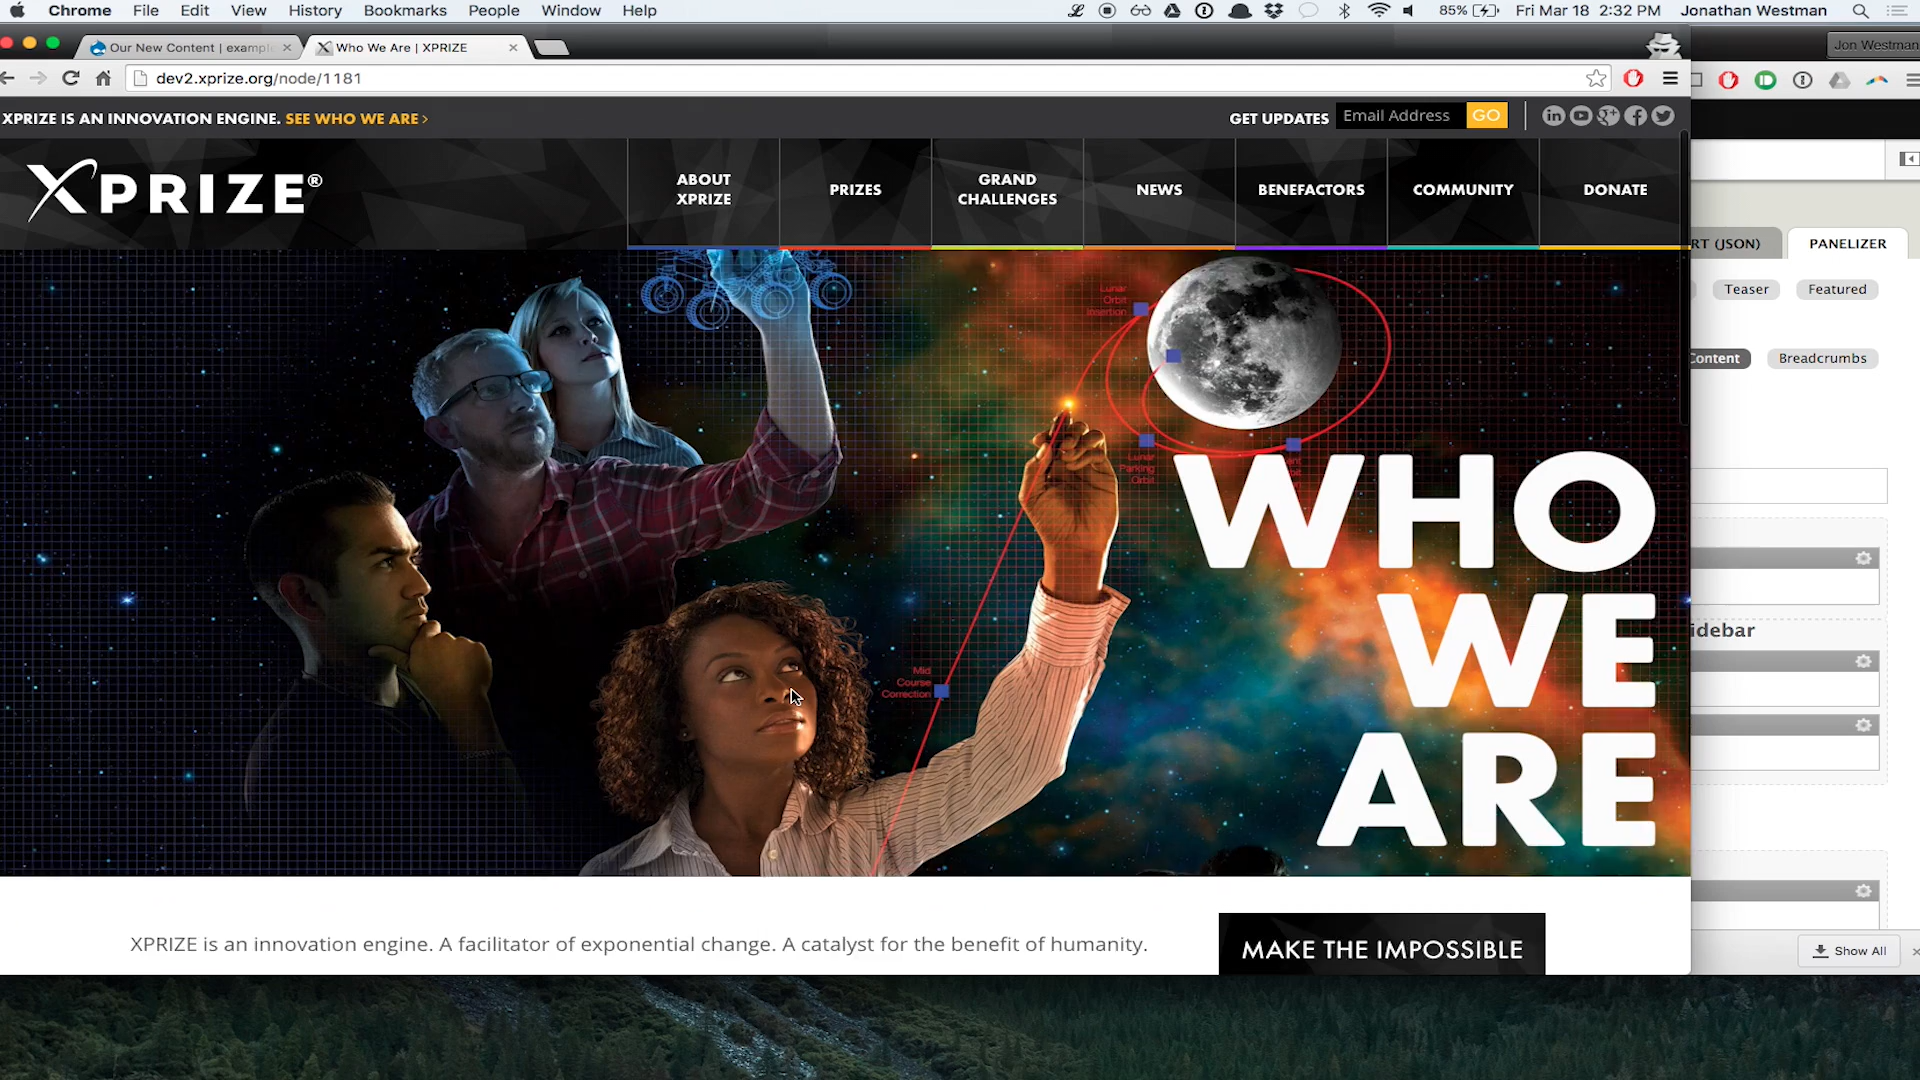 Chrome File Edit View History Bookmarks People Window Help
85% Fri Mar 18 2:32 PM Jonathan Westman
Our New Content | example
Who We Are | XPRIZE
Jon Westman
dev2.xprize.org/node/1181
XPRIZE IS AN INNOVATION ENGINE. SEE WHO WE ARE ›
GET UPDATES Email Address GO
XPRIZE®
ABOUT
XPRIZE
PRIZES
GRAND
CHALLENGES
NEWS
BENEFACTORS
COMMUNITY
DONATE
RT (JSON)
PANELIZER
Teaser
Featured
Content
Breadcrumbs
Lunar
Orbit
Insertion
Lunar
Parking
Orbit
Mid
Course
Correction
WHO
WE
ARE
idebar
XPRIZE is an innovation engine. A facilitator of exponential change. A catalyst for the benefit of humanity.
MAKE THE IMPOSSIBLE
Show All